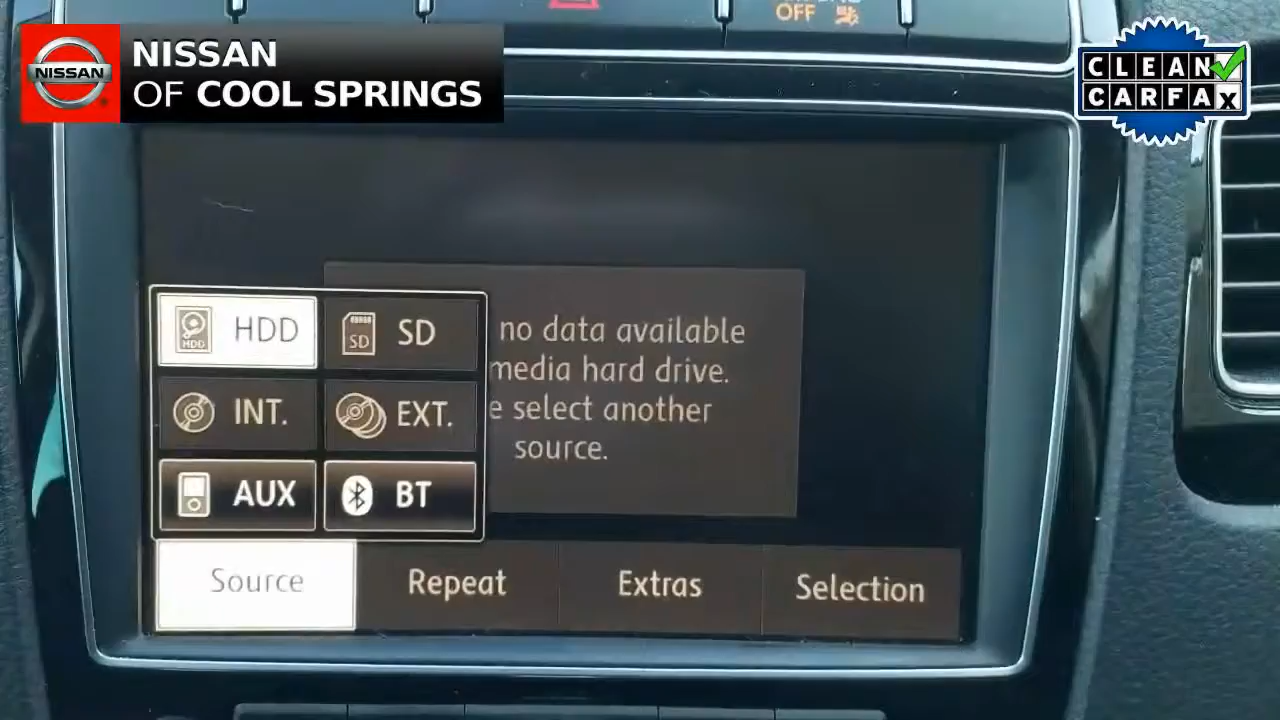 OFF
NISSAN
NISSAN
OF COOL SPRINGS
CLEAN
CARFAX
HDD
HDD
SD
SD
no data available
media hard drive.
INT.
EXT.
select another
source.
AUX
BT
Source
Repeat
Extras
Selection